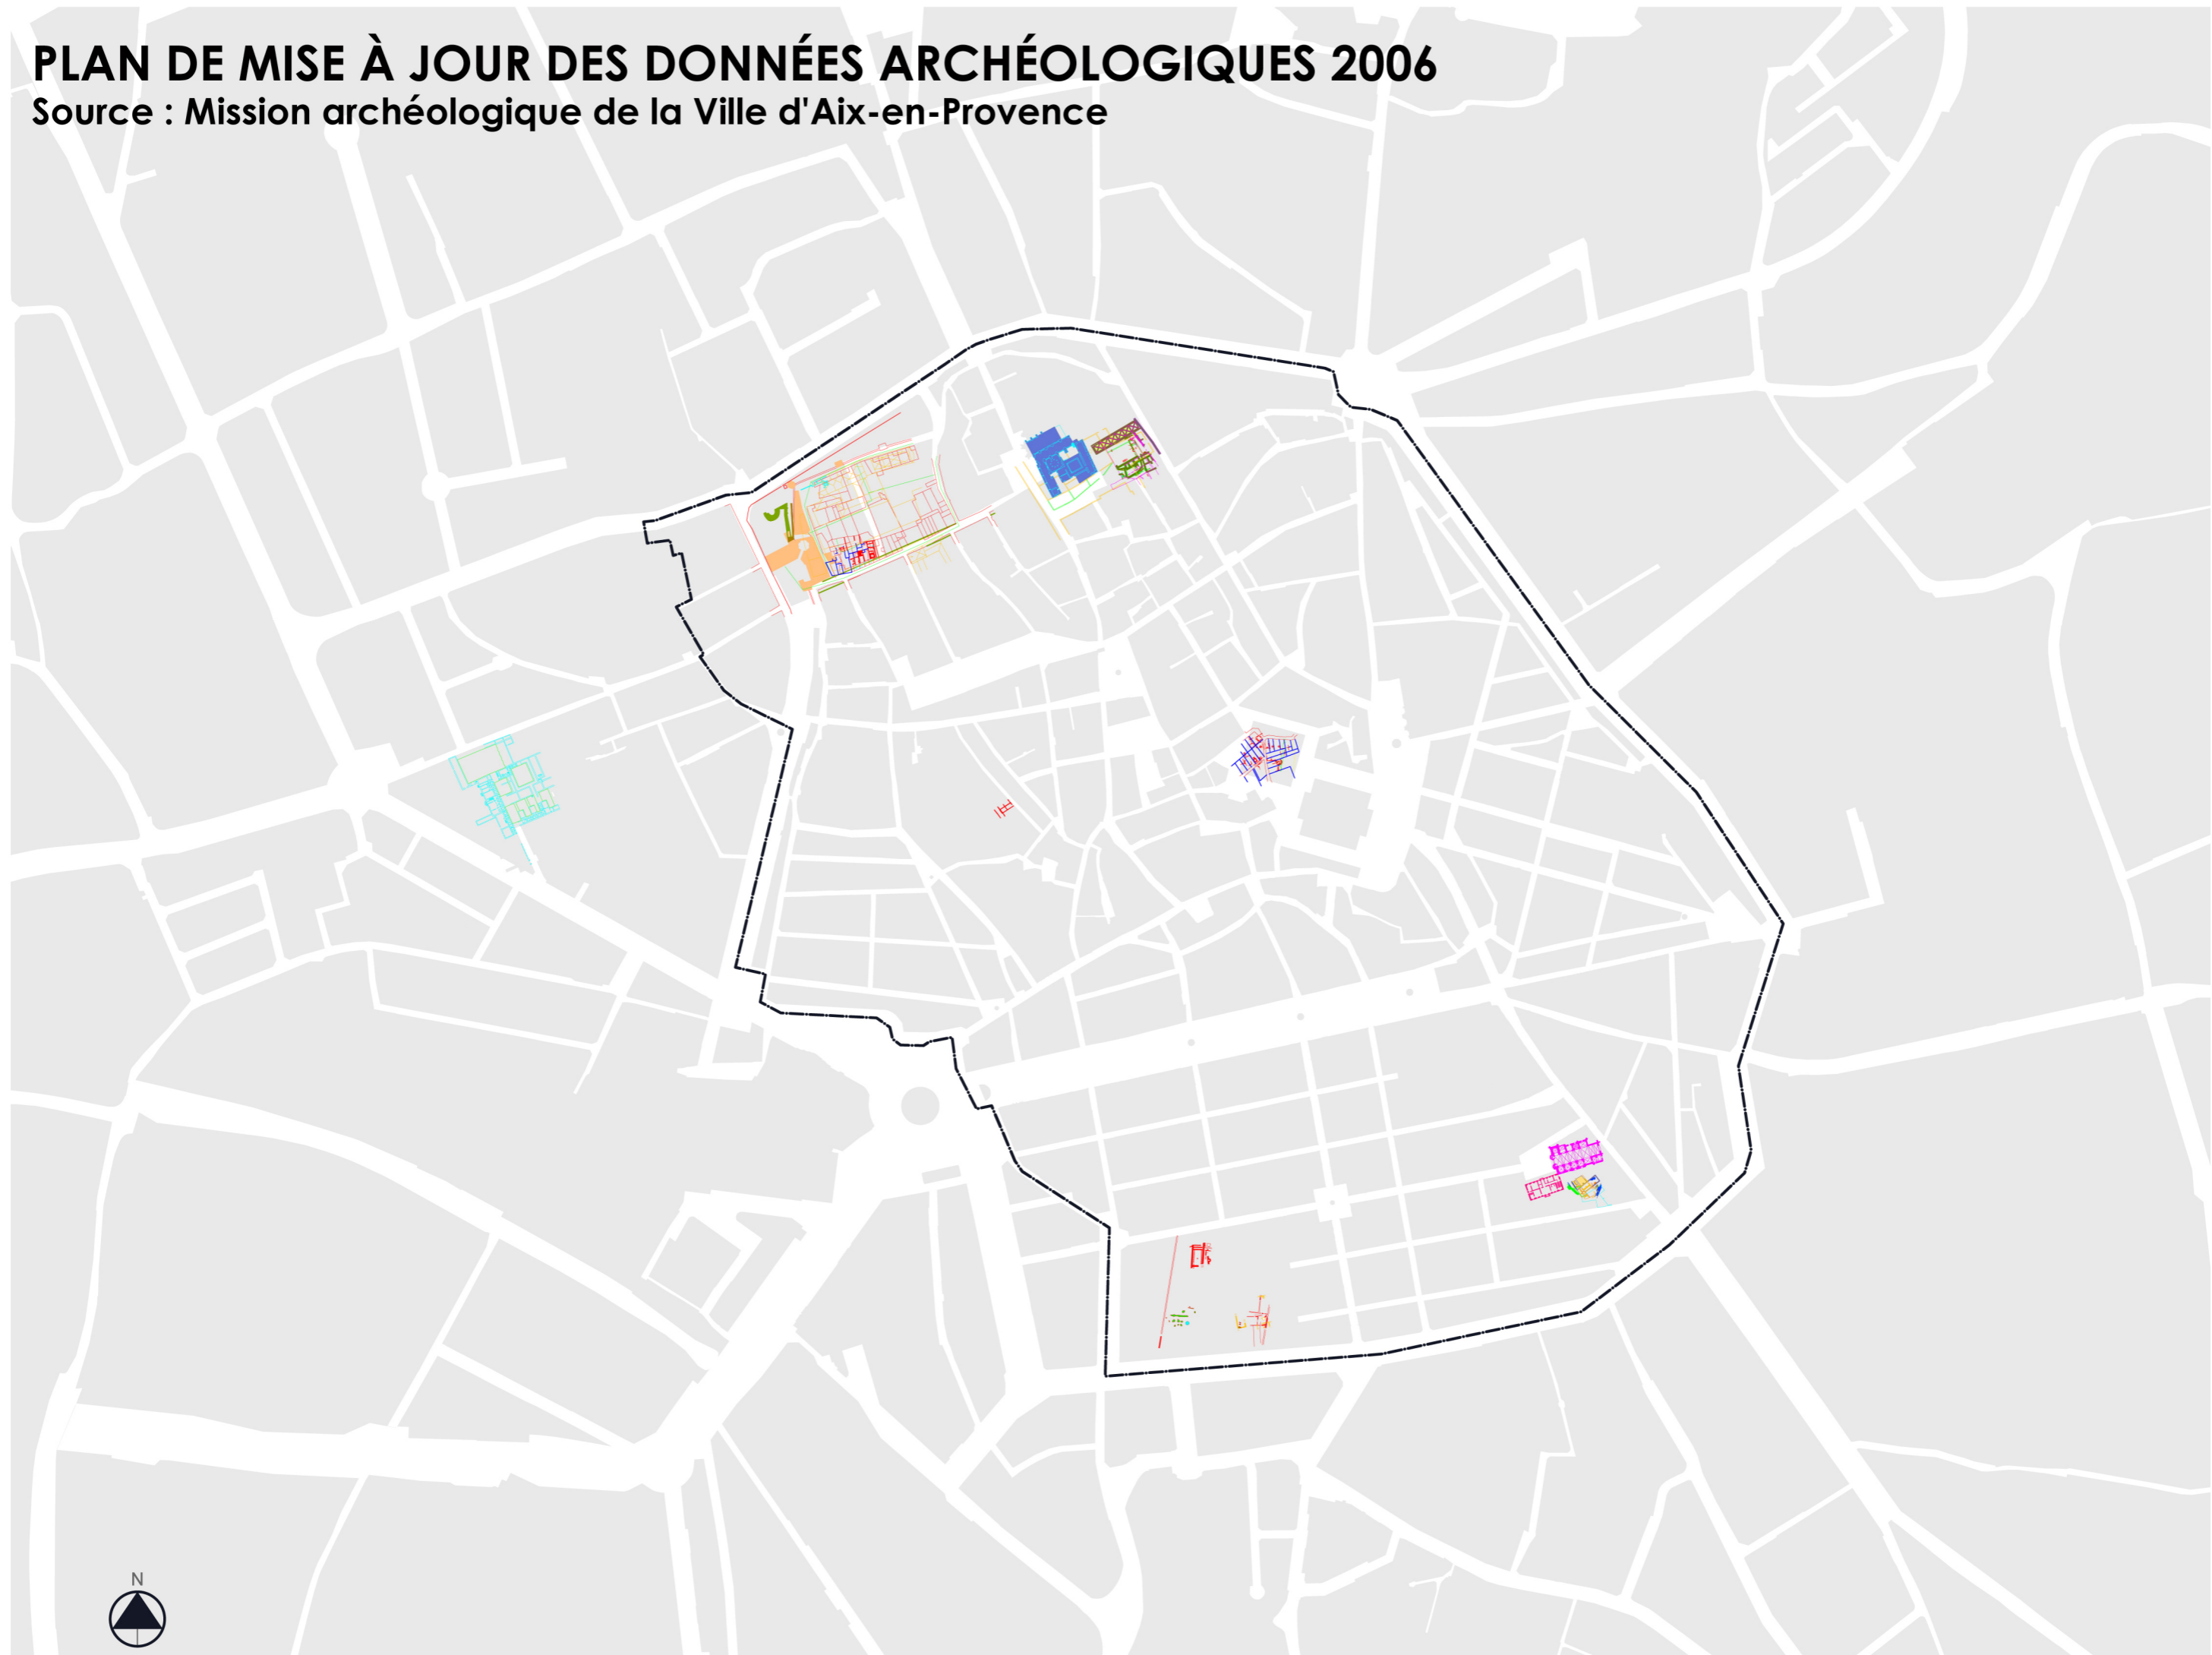 PLAN DE MISE À JOUR DES DONNÉES ARCHÉOLOGIQUES 2006
Source : Mission archéologique de la Ville d'Aix-en-Provence
N